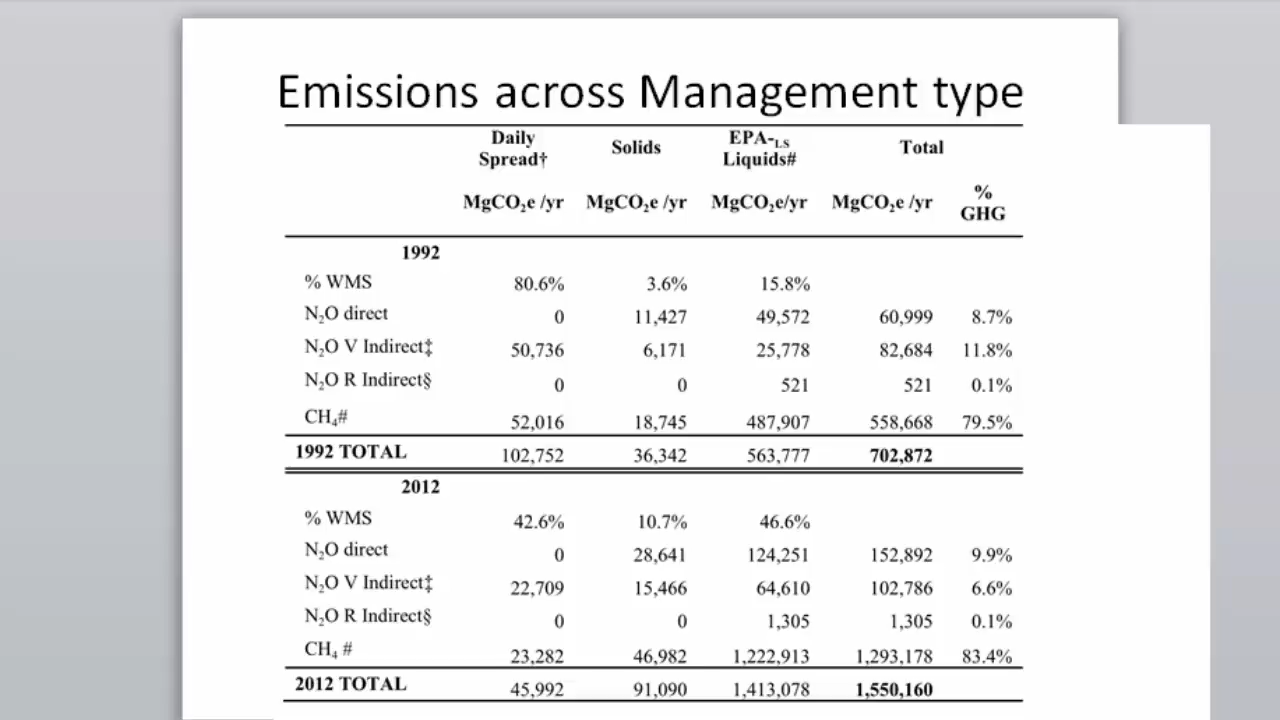 Emissions across Management type
Daily Spread† Solids EPA-LS Liquids# Total
MgCO₂e /yr MgCO₂e /yr MgCO₂e/yr MgCO₂e /yr % GHG
1992
% WMS 80.6% 3.6% 15.8%
N₂O direct 0 11,427 49,572 60,999 8.7%
N₂O V Indirect‡ 50,736 6,171 25,778 82,684 11.8%
N₂O R Indirect§ 0 0 521 521 0.1%
CH₄# 52,016 18,745 487,907 558,668 79.5%
1992 TOTAL 102,752 36,342 563,777 702,872
2012
% WMS 42.6% 10.7% 46.6%
N₂O direct 0 28,641 124,251 152,892 9.9%
N₂O V Indirect‡ 22,709 15,466 64,610 102,786 6.6%
N₂O R Indirect§ 0 0 1,305 1,305 0.1%
CH₄ # 23,282 46,982 1,222,913 1,293,178 83.4%
2012 TOTAL 45,992 91,090 1,413,078 1,550,160